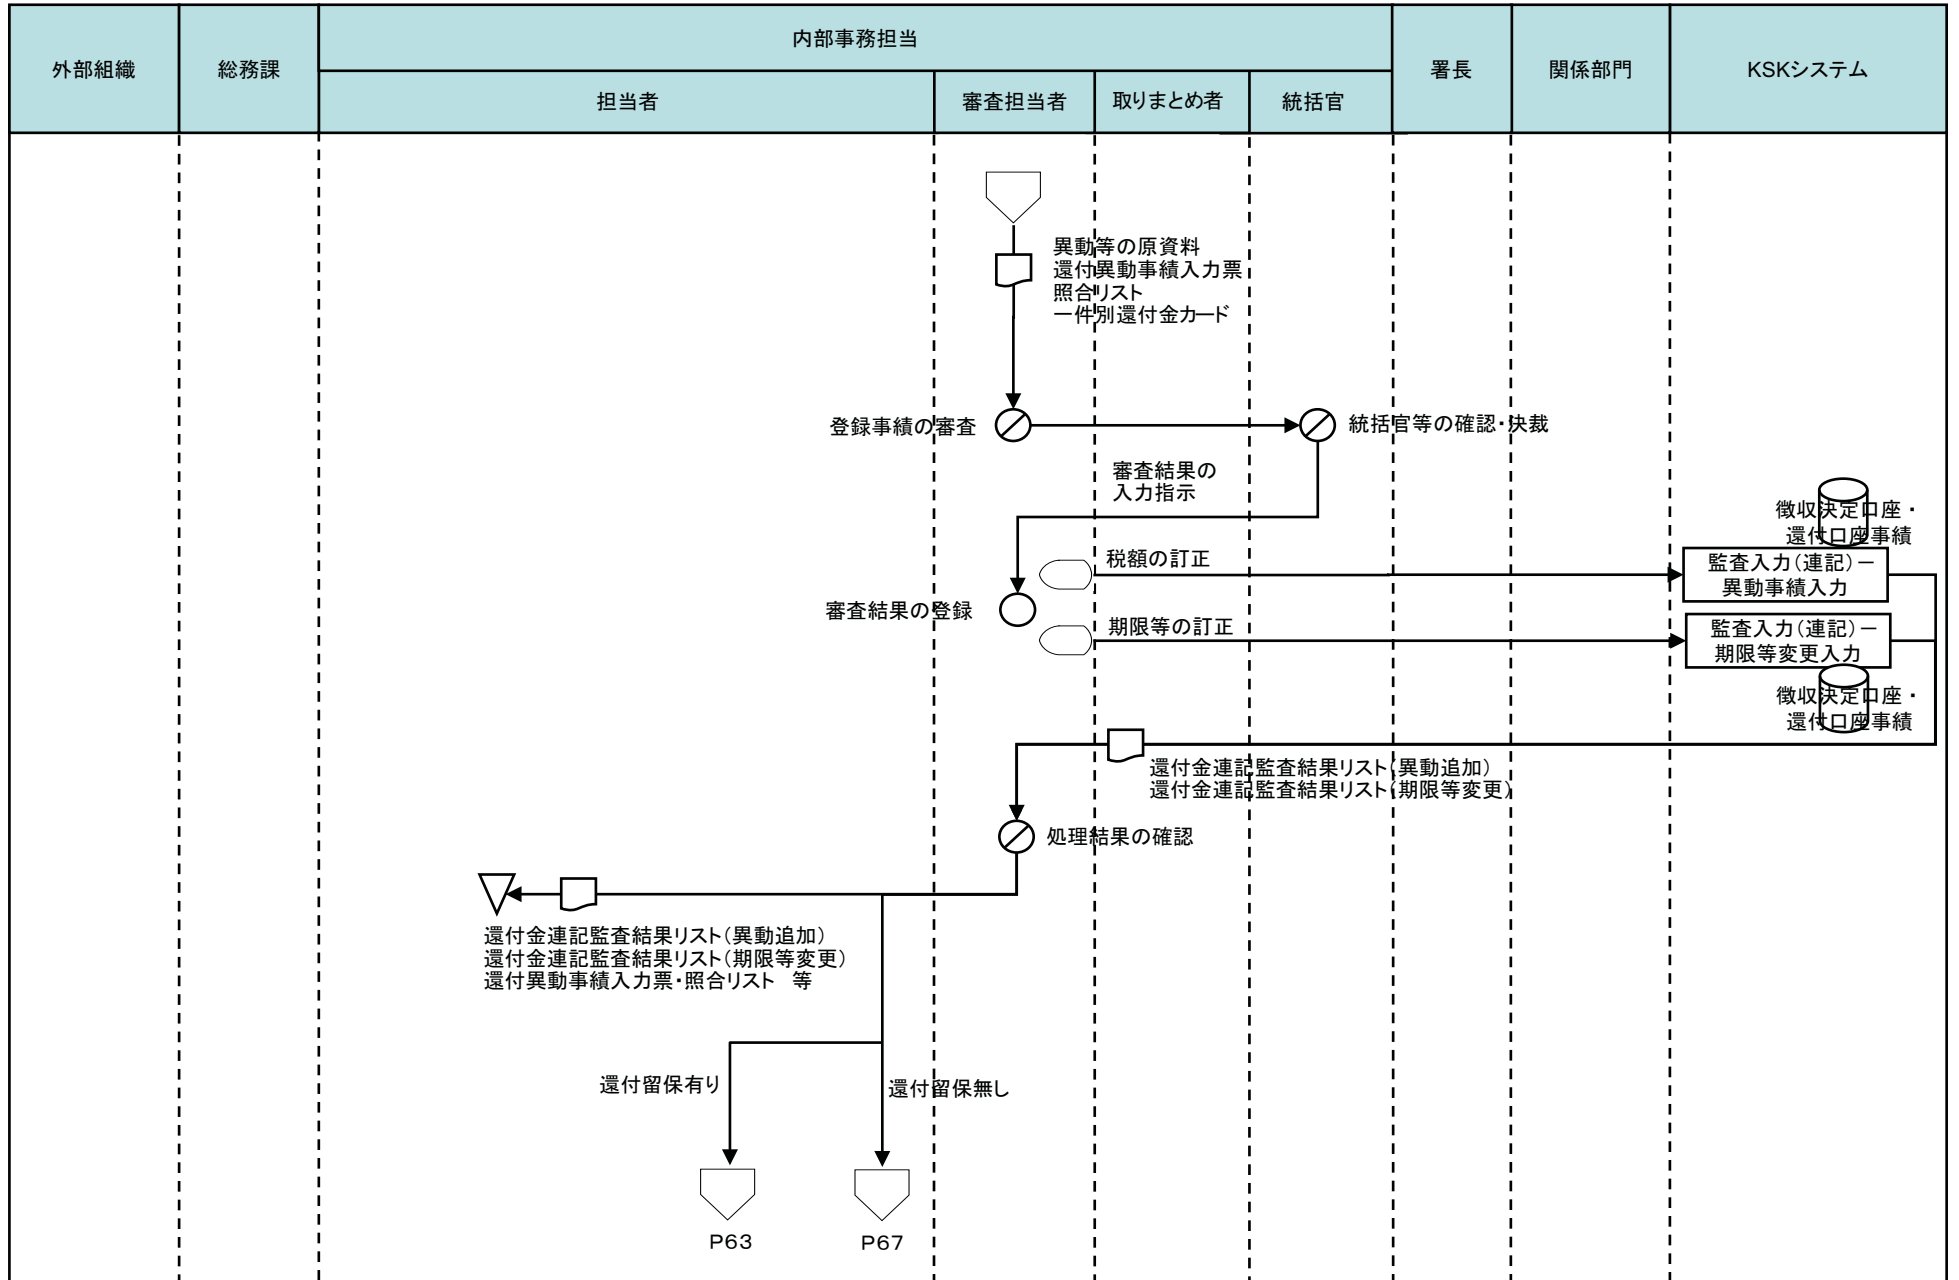 外部組織
総務課
内部事務担当
担当者
審査担当者
取りまとめ者
統括官
署長
関係部門
KSKシステム
異動等の原資料
還付異動事績入力票
照合リスト
一件別還付金カード
登録事績の審査
統括官等の確認・決裁
審査結果の
入力指示
徴収決定口座・
還付口座事績
税額の訂正
監査入力（連記）－
異動事績入力
審査結果の登録
期限等の訂正
監査入力（連記）－
期限等変更入力
徴収決定口座・
還付口座事績
還付金連記監査結果リスト（異動追加）
還付金連記監査結果リスト（期限等変更）
処理結果の確認
還付金連記監査結果リスト（異動追加）
還付金連記監査結果リスト（期限等変更）
還付異動事績入力票・照合リスト　等
還付留保有り
還付留保無し
P63
P67